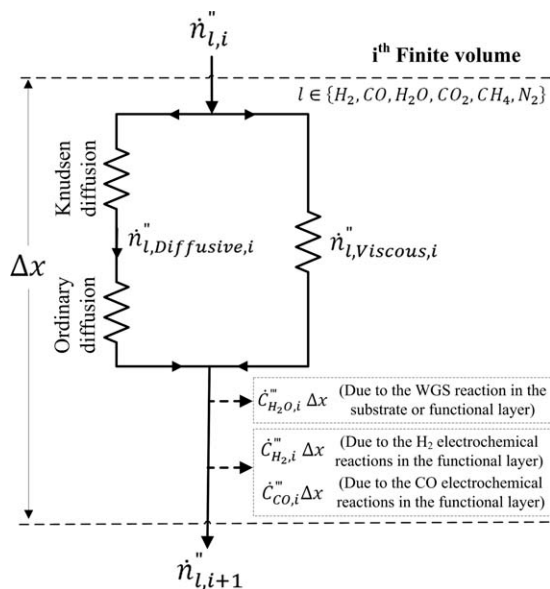 ṅ"l,i
iᵗʰ Finite volume
l ∈ {H₂, CO, H₂O, CO₂, CH₄, N₂}
Knudsen
diffusion
ṅ"l,Diffusive,i
ṅ"l,Viscous,i
Δx
Ordinary
diffusion
Ċ'''H₂O,i Δx (Due to the WGS reaction in the
substrate or functional layer)
Ċ'''H₂,i Δx (Due to the H₂ electrochemical
reactions in the functional layer)
Ċ'''CO,i Δx (Due to the CO electrochemical
reactions in the functional layer)
ṅ"l,i+1